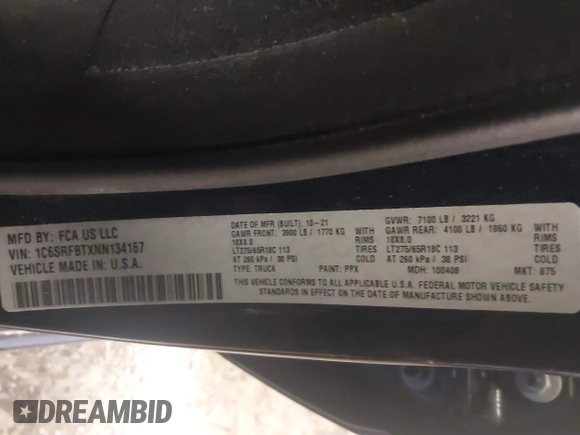 MFD BY: FCA US LLC
VIN: 1C6SRFBTXNN134167
VEHICLE MADE IN: U.S.A.
DATE OF MFR (BUILT): 10-21
GVWR: 7100 LB / 3221 KG
GAWR FRONT: 3900 LB / 1770 KG WITH
GAWR REAR: 4100 LB / 1860 KG WITH
18X8.0 RIMS
18X8.0 RIMS
LT275/65R18C 113 TIRES
LT275/65R18C 113 TIRES
AT 260 kPa / 38 PSI COLD
AT 260 kPa / 38 PSI COLD
TYPE: TRUCK PAINT: PPX MDH: 100408 MKT: 875
THIS VEHICLE CONFORMS TO ALL APPLICABLE U.S.A. FEDERAL MOTOR VEHICLE SAFETY
STANDARDS IN EFFECT ON THE DATE OF MANUFACTURE SHOWN ABOVE.
DREAMBID